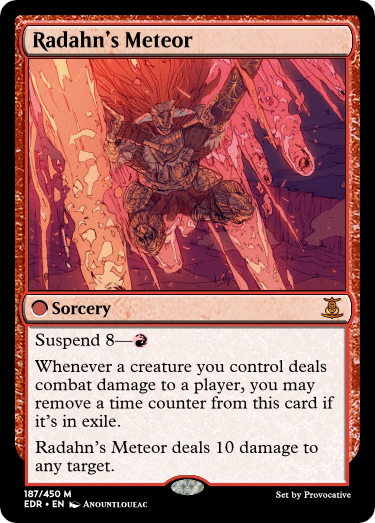 Radahn's Meteor
Sorcery
Suspend 8—
Whenever a creature you control deals
combat damage to a player, you may
remove a time counter from this card if
it's in exile.
Radahn's Meteor deals 10 damage to
any target.
187/450 M
EDR • EN Anountloueac
Set by Provocative